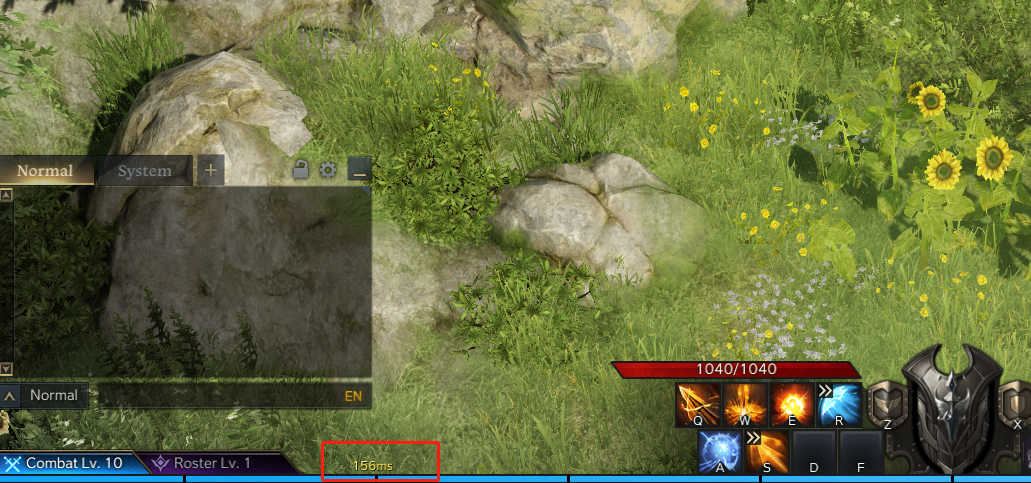 Normal System +
Normal EN
1040/1040
Q W E R
Z X
A S D F
Combat Lv. 10 Roster Lv. 1 156ms